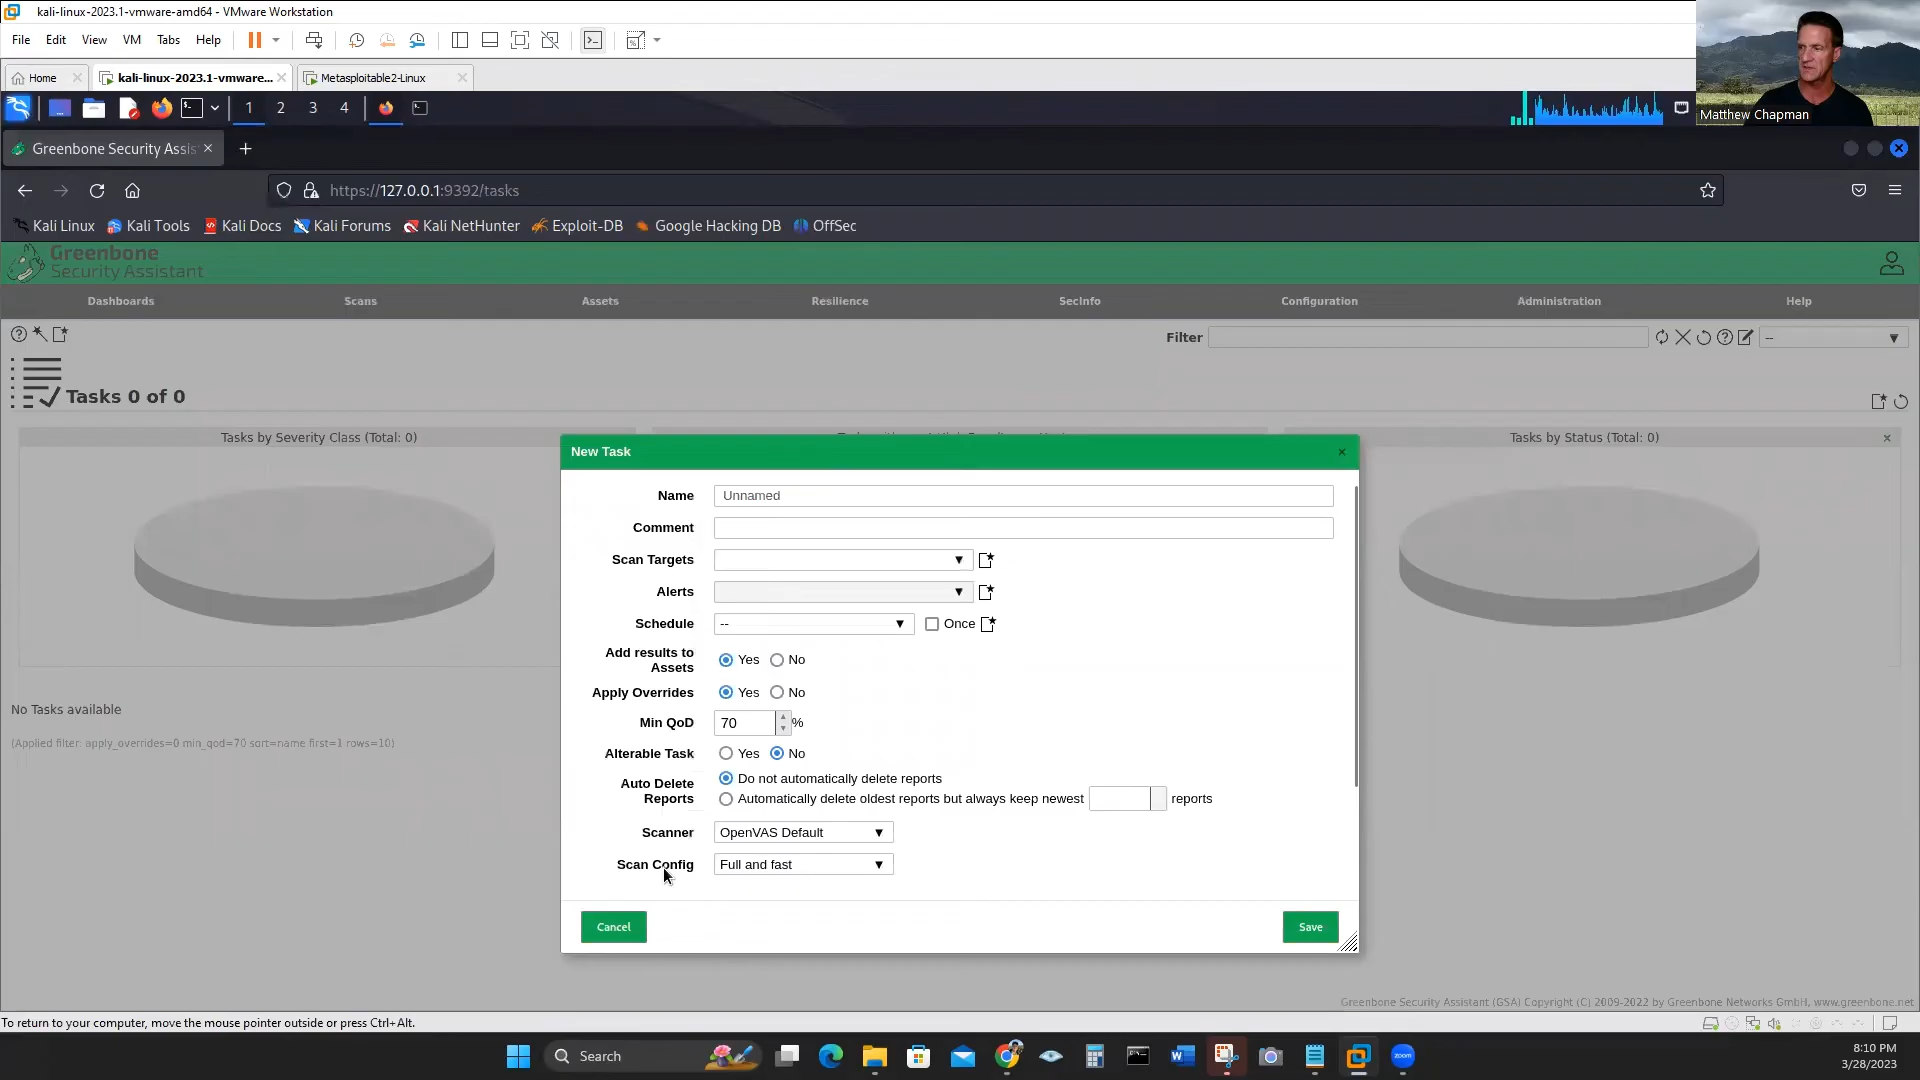 kali-linux-2023.1-vmware-amd64 - VMware Workstation
File Edit View VM Tabs Help
Home kali-linux-2023.1-vmware... Metasploitable2-Linux
1 2 3 4
Matthew Chapman
Greenbone Security Assis
https://127.0.0.1:9392/tasks
Kali Linux Kali Tools Kali Docs Kali Forums Kali NetHunter Exploit-DB Google Hacking DB OffSec
Greenbone
Security Assistant
Dashboards Scans Assets Resilience SecInfo Configuration Administration Help
Filter --
Tasks 0 of 0
Tasks by Severity Class (Total: 0)
Tasks by Status (Total: 0)
New Task
Name Unnamed
Comment
Scan Targets
Alerts
Schedule -- Once
Add results to
Assets
Yes No
Apply Overrides Yes No
Min QoD 70 %
Alterable Task Yes No
Auto Delete
Reports
Do not automatically delete reports
Automatically delete oldest reports but always keep newest reports
Scanner OpenVAS Default
Scan Config Full and fast
Cancel Save
No Tasks available
(Applied filter: apply_overrides=0 min_qod=70 sort=name first=1 rows=10)
Greenbone Security Assistant (GSA) Copyright (C) 2009-2022 by Greenbone Networks GmbH, www.greenbone.net
To return to your computer, move the mouse pointer outside or press Ctrl+Alt.
Search
zoom
8:10 PM
3/28/2023